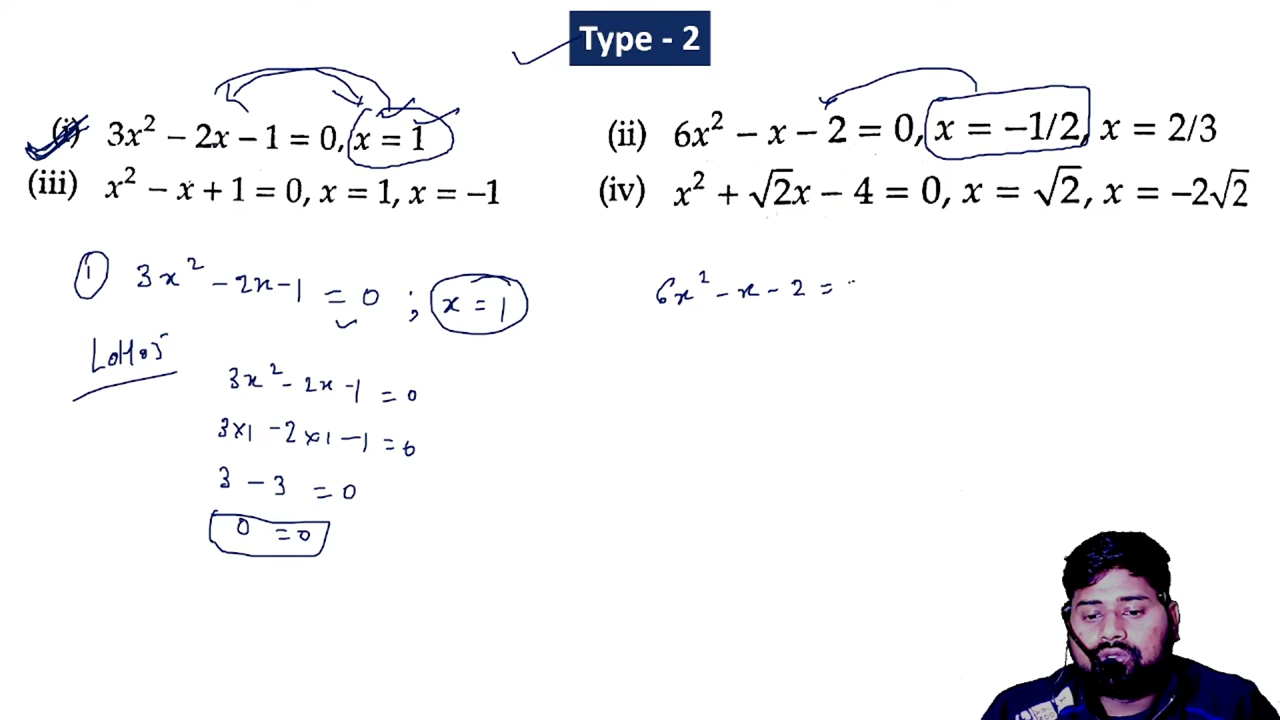 Type - 2
(i) 3x² − 2x − 1 = 0, x = 1
(ii) 6x² − x − 2 = 0, x = −1/2, x = 2/3
(iii) x² − x + 1 = 0, x = 1, x = −1
(iv) x² + √2x − 4 = 0, x = √2, x = −2√2
① 3x² − 2x − 1 = 0 ; x = 1
6x² − x − 2 =
3x² − 2x − 1 = 0
3×1 − 2×1 − 1 = 0
3 − 3 = 0
0 = 0